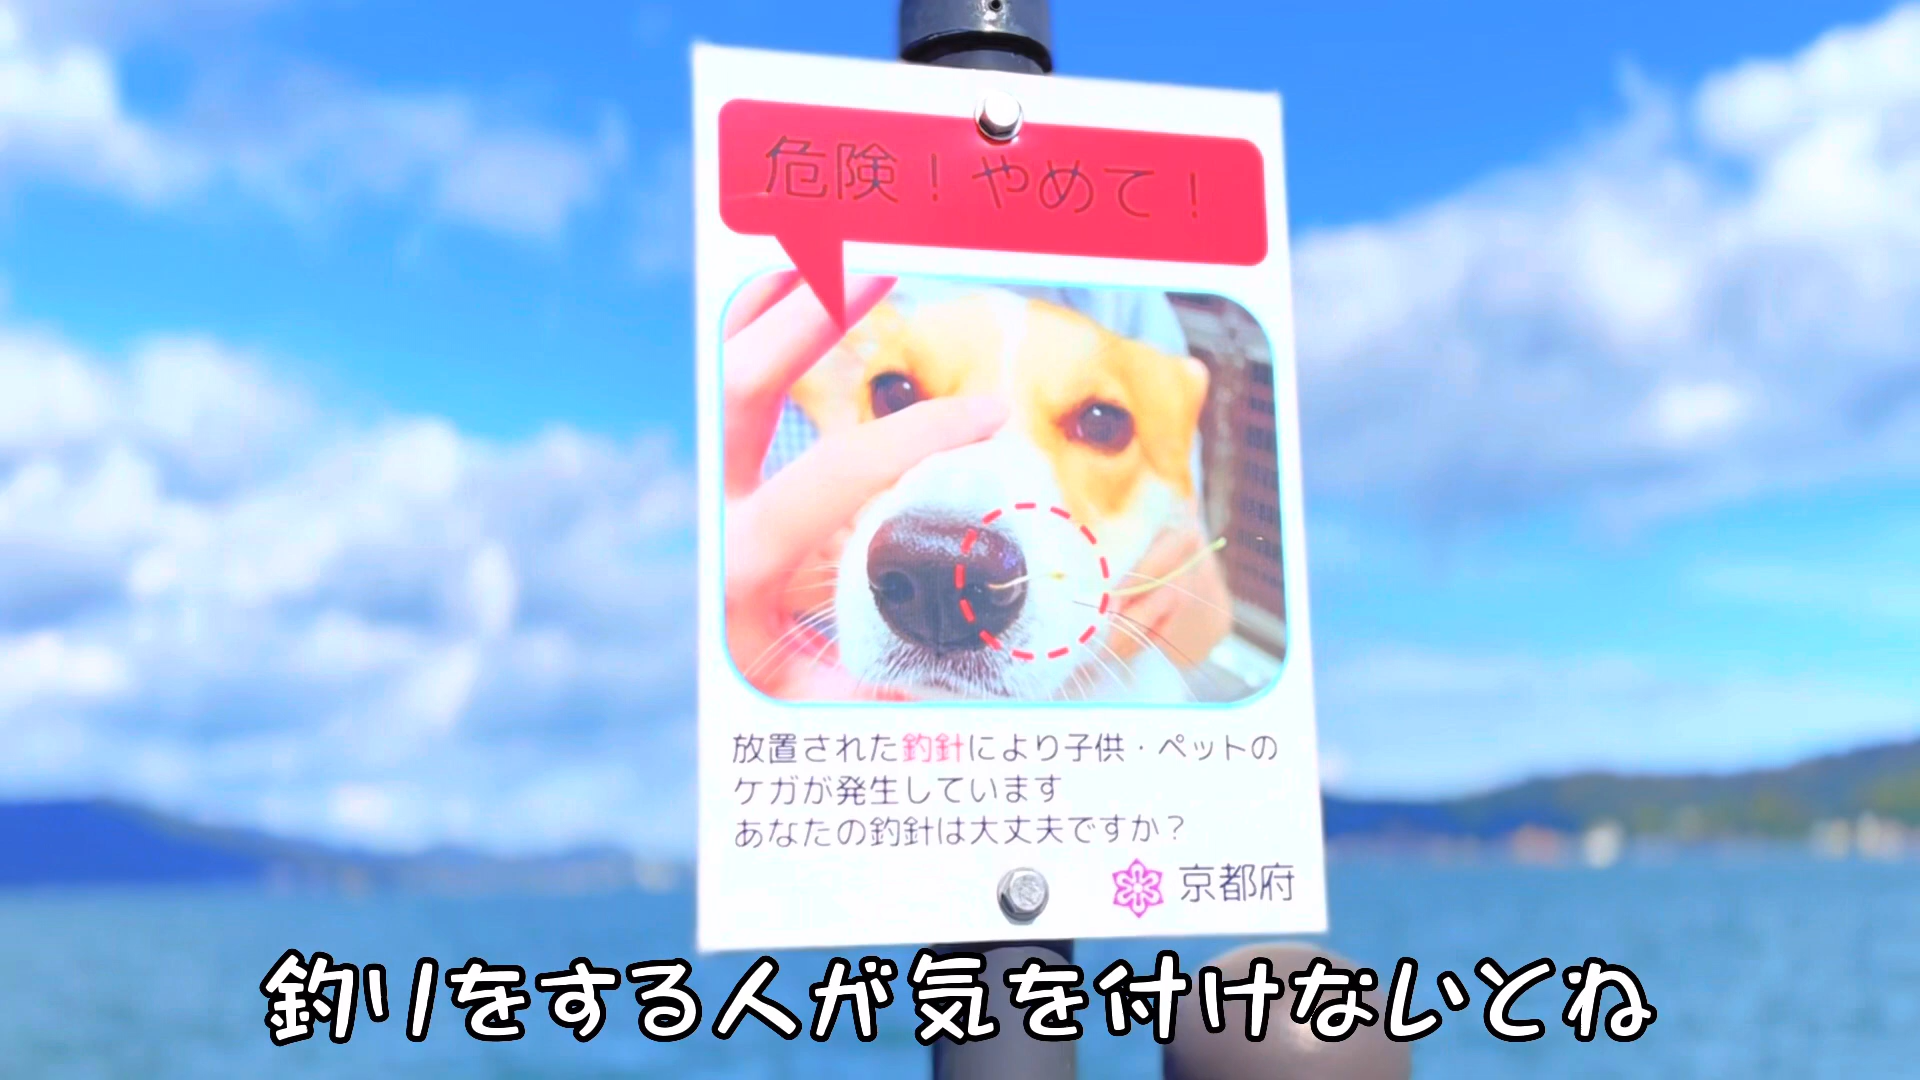 危険！やめて！
放置された釣針により子供・ペットの
ケガが発生しています
あなたの釣針は大丈夫ですか？
京都府
釣りをする人が気を付けないとね